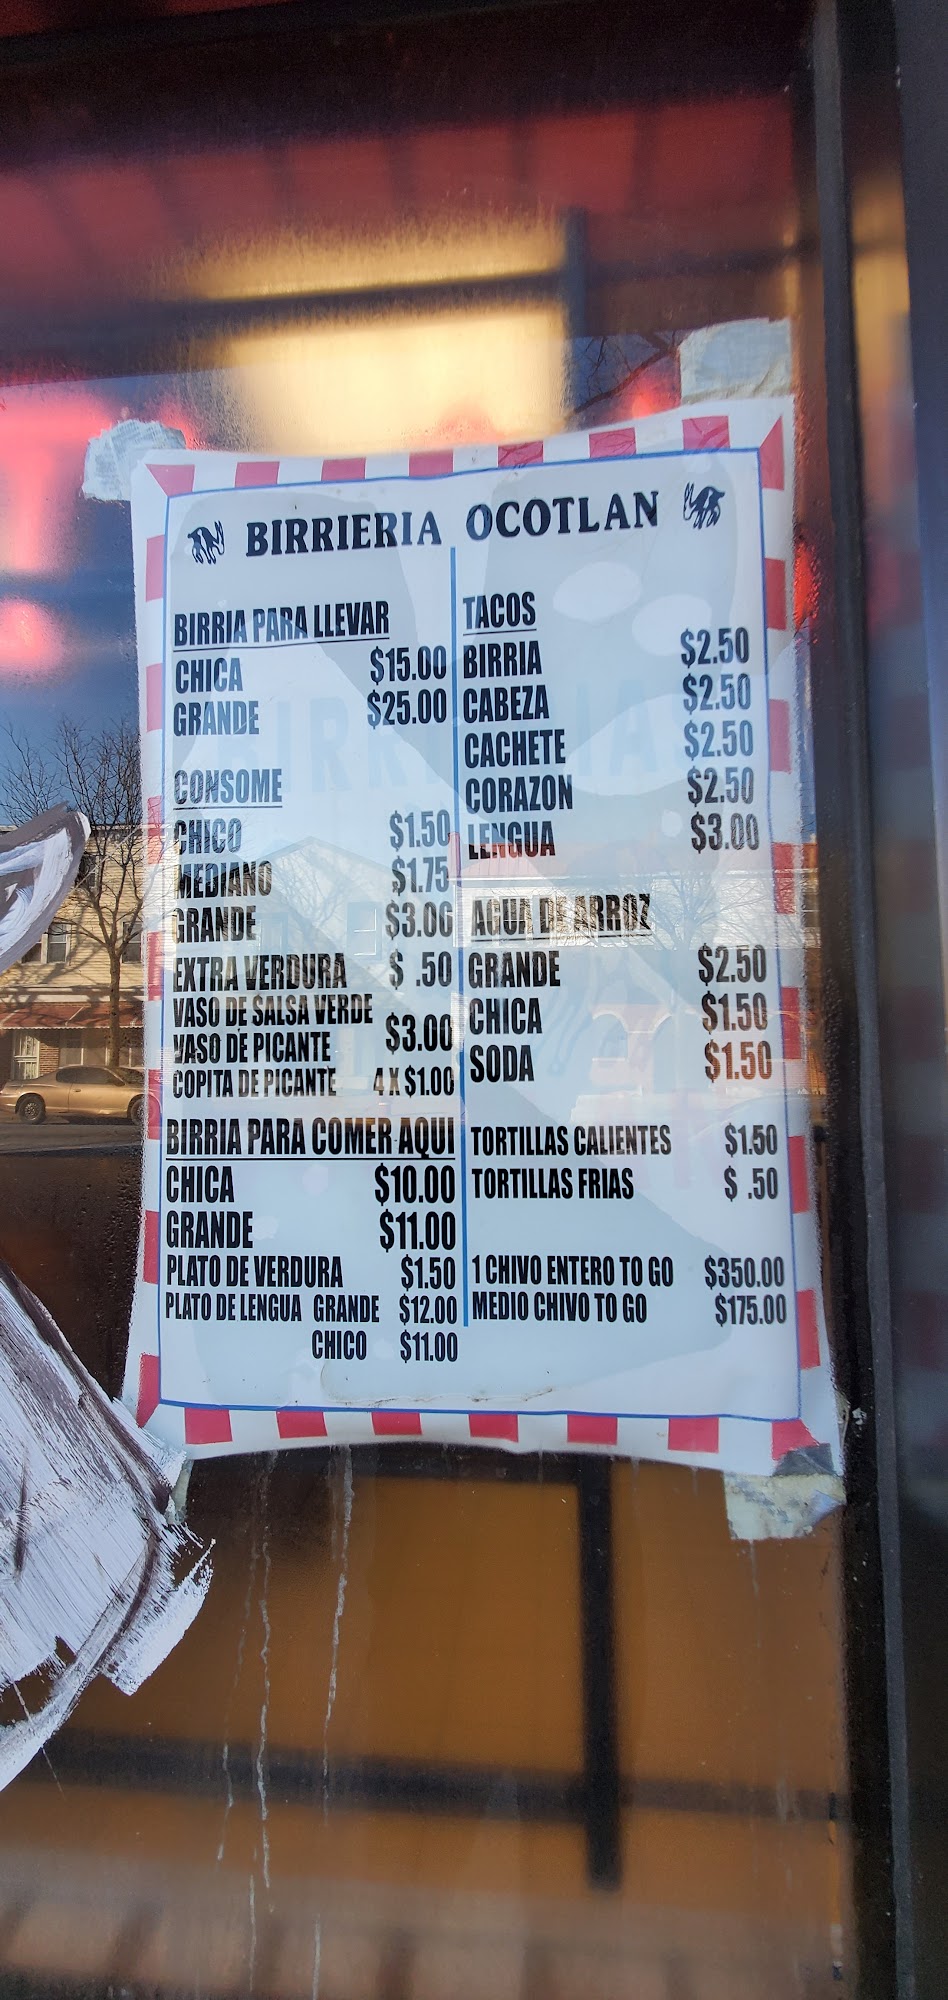 BIRRIERIA OCOTLAN
BIRRIA PARA LLEVAR
CHICA $15.00
GRANDE $25.00
CONSOME
CHICO $1.50
MEDIANO $1.75
GRANDE $3.00
EXTRA VERDURA $ .50
VASO DE SALSA VERDE
VASO DE PICANTE $3.00
COPITA DE PICANTE 4 X $1.00
BIRRIA PARA COMER AQUI
CHICA $10.00
GRANDE $11.00
PLATO DE VERDURA $1.50
PLATO DE LENGUA GRANDE $12.00
CHICO $11.00
TACOS
BIRRIA $2.50
CABEZA $2.50
CACHETE $2.50
CORAZON $2.50
LENGUA $3.00
AGUA DE ARROZ
GRANDE $2.50
CHICA $1.50
SODA $1.50
TORTILLAS CALIENTES $1.50
TORTILLAS FRIAS $ .50
1 CHIVO ENTERO TO GO $350.00
MEDIO CHIVO TO GO $175.00